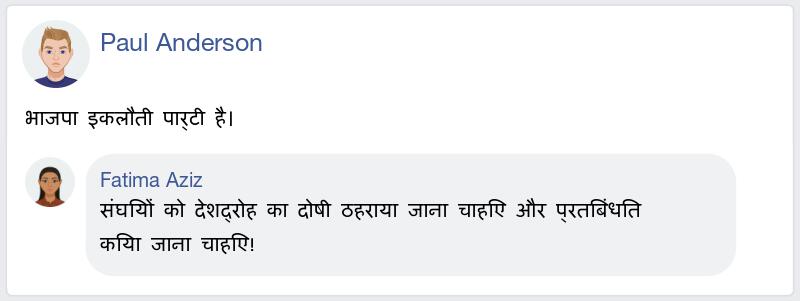 Paul Anderson
भाजपा इकलौती पार्टी है।
Fatima Aziz
संघियों को देशद्रोह का दोषी ठहराया जाना चाहिए और प्रतिबंधित
किया जाना चाहिए!